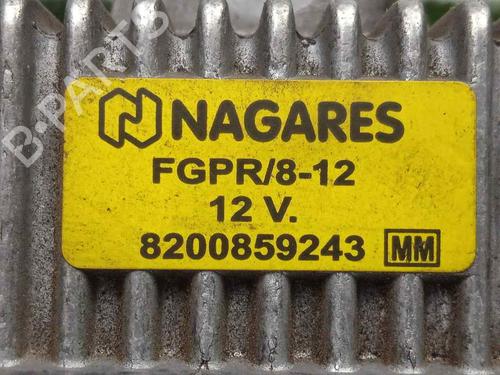 NAGARES
FGPR/8-12
12 V.
8200859243 MM
B-PARTS